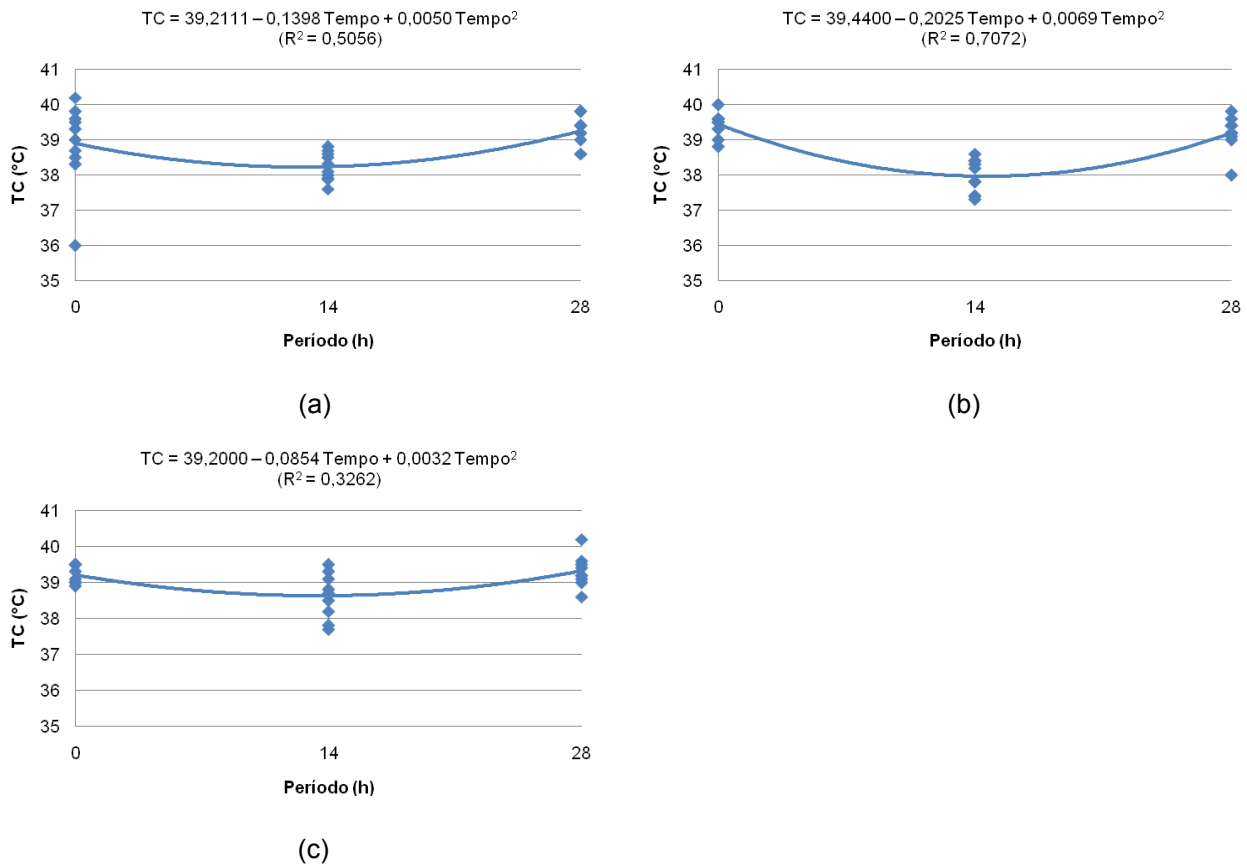 TC = 39,2111 – 0,1398 Tempo + 0,0050 Tempo²
(R² = 0,5056)
41
40
39
38
37
36
35
TC (°C)
0 14 28
Período (h)
(a)
TC = 39,4400 – 0,2025 Tempo + 0,0069 Tempo²
(R² = 0,7072)
41
40
39
38
37
36
35
TC (°C)
0 14 28
Período (h)
(b)
TC = 39,2000 – 0,0854 Tempo + 0,0032 Tempo²
(R² = 0,3262)
41
40
39
38
37
36
35
TC (°C)
0 14 28
Período (h)
(c)